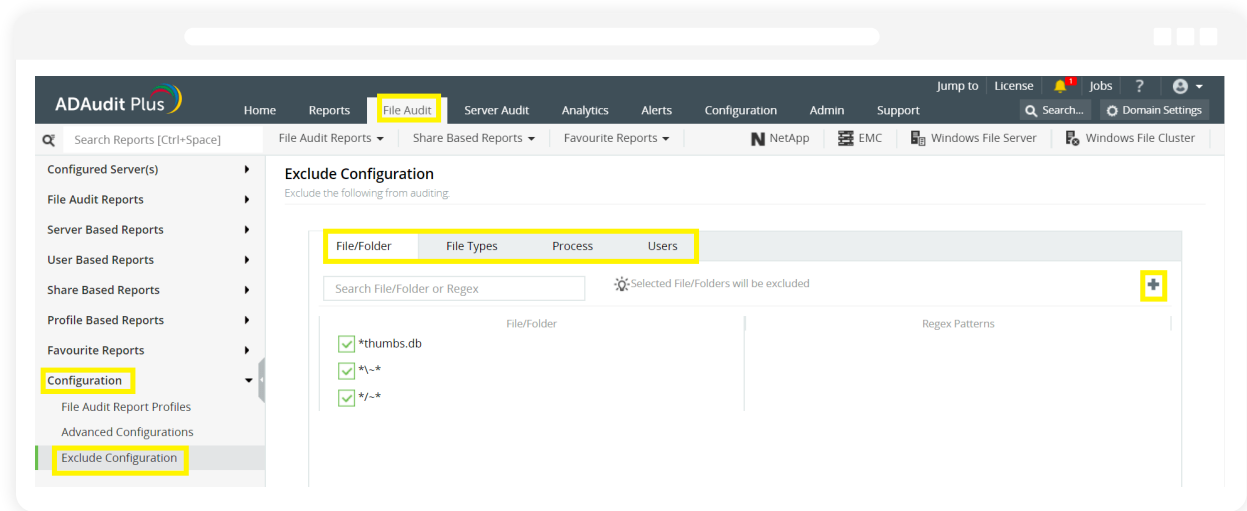 Jump to License 1 Jobs ?
ADAudit Plus
Home Reports File Audit Server Audit Analytics Alerts Configuration Admin Support Search... Domain Settings
Search Reports [Ctrl+Space] File Audit Reports Share Based Reports Favourite Reports NetApp EMC Windows File Server Windows File Cluster
Configured Server(s)
File Audit Reports
Server Based Reports
User Based Reports
Share Based Reports
Profile Based Reports
Favourite Reports
Configuration
File Audit Report Profiles
Advanced Configurations
Exclude Configuration
Exclude Configuration
Exclude the following from auditing.
File/Folder File Types Process Users
Search File/Folder or Regex Selected File/Folders will be excluded
File/Folder Regex Patterns
*thumbs.db
*\~*
*/~*